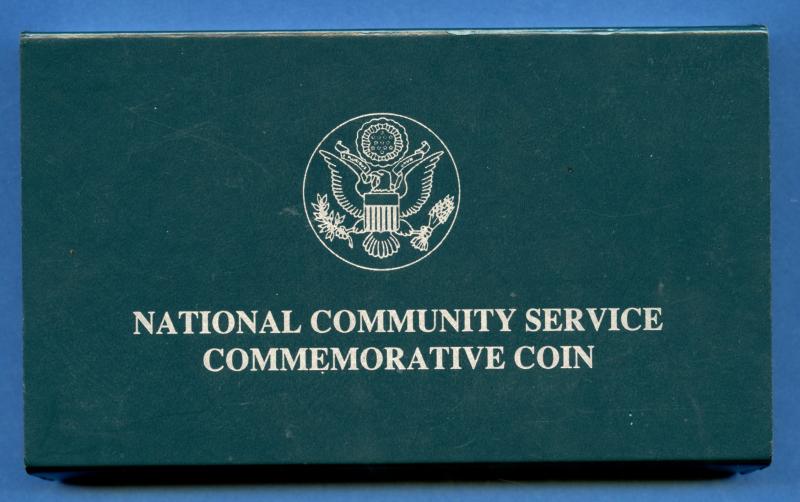 NATIONAL COMMUNITY SERVICE
COMMEMORATIVE COIN